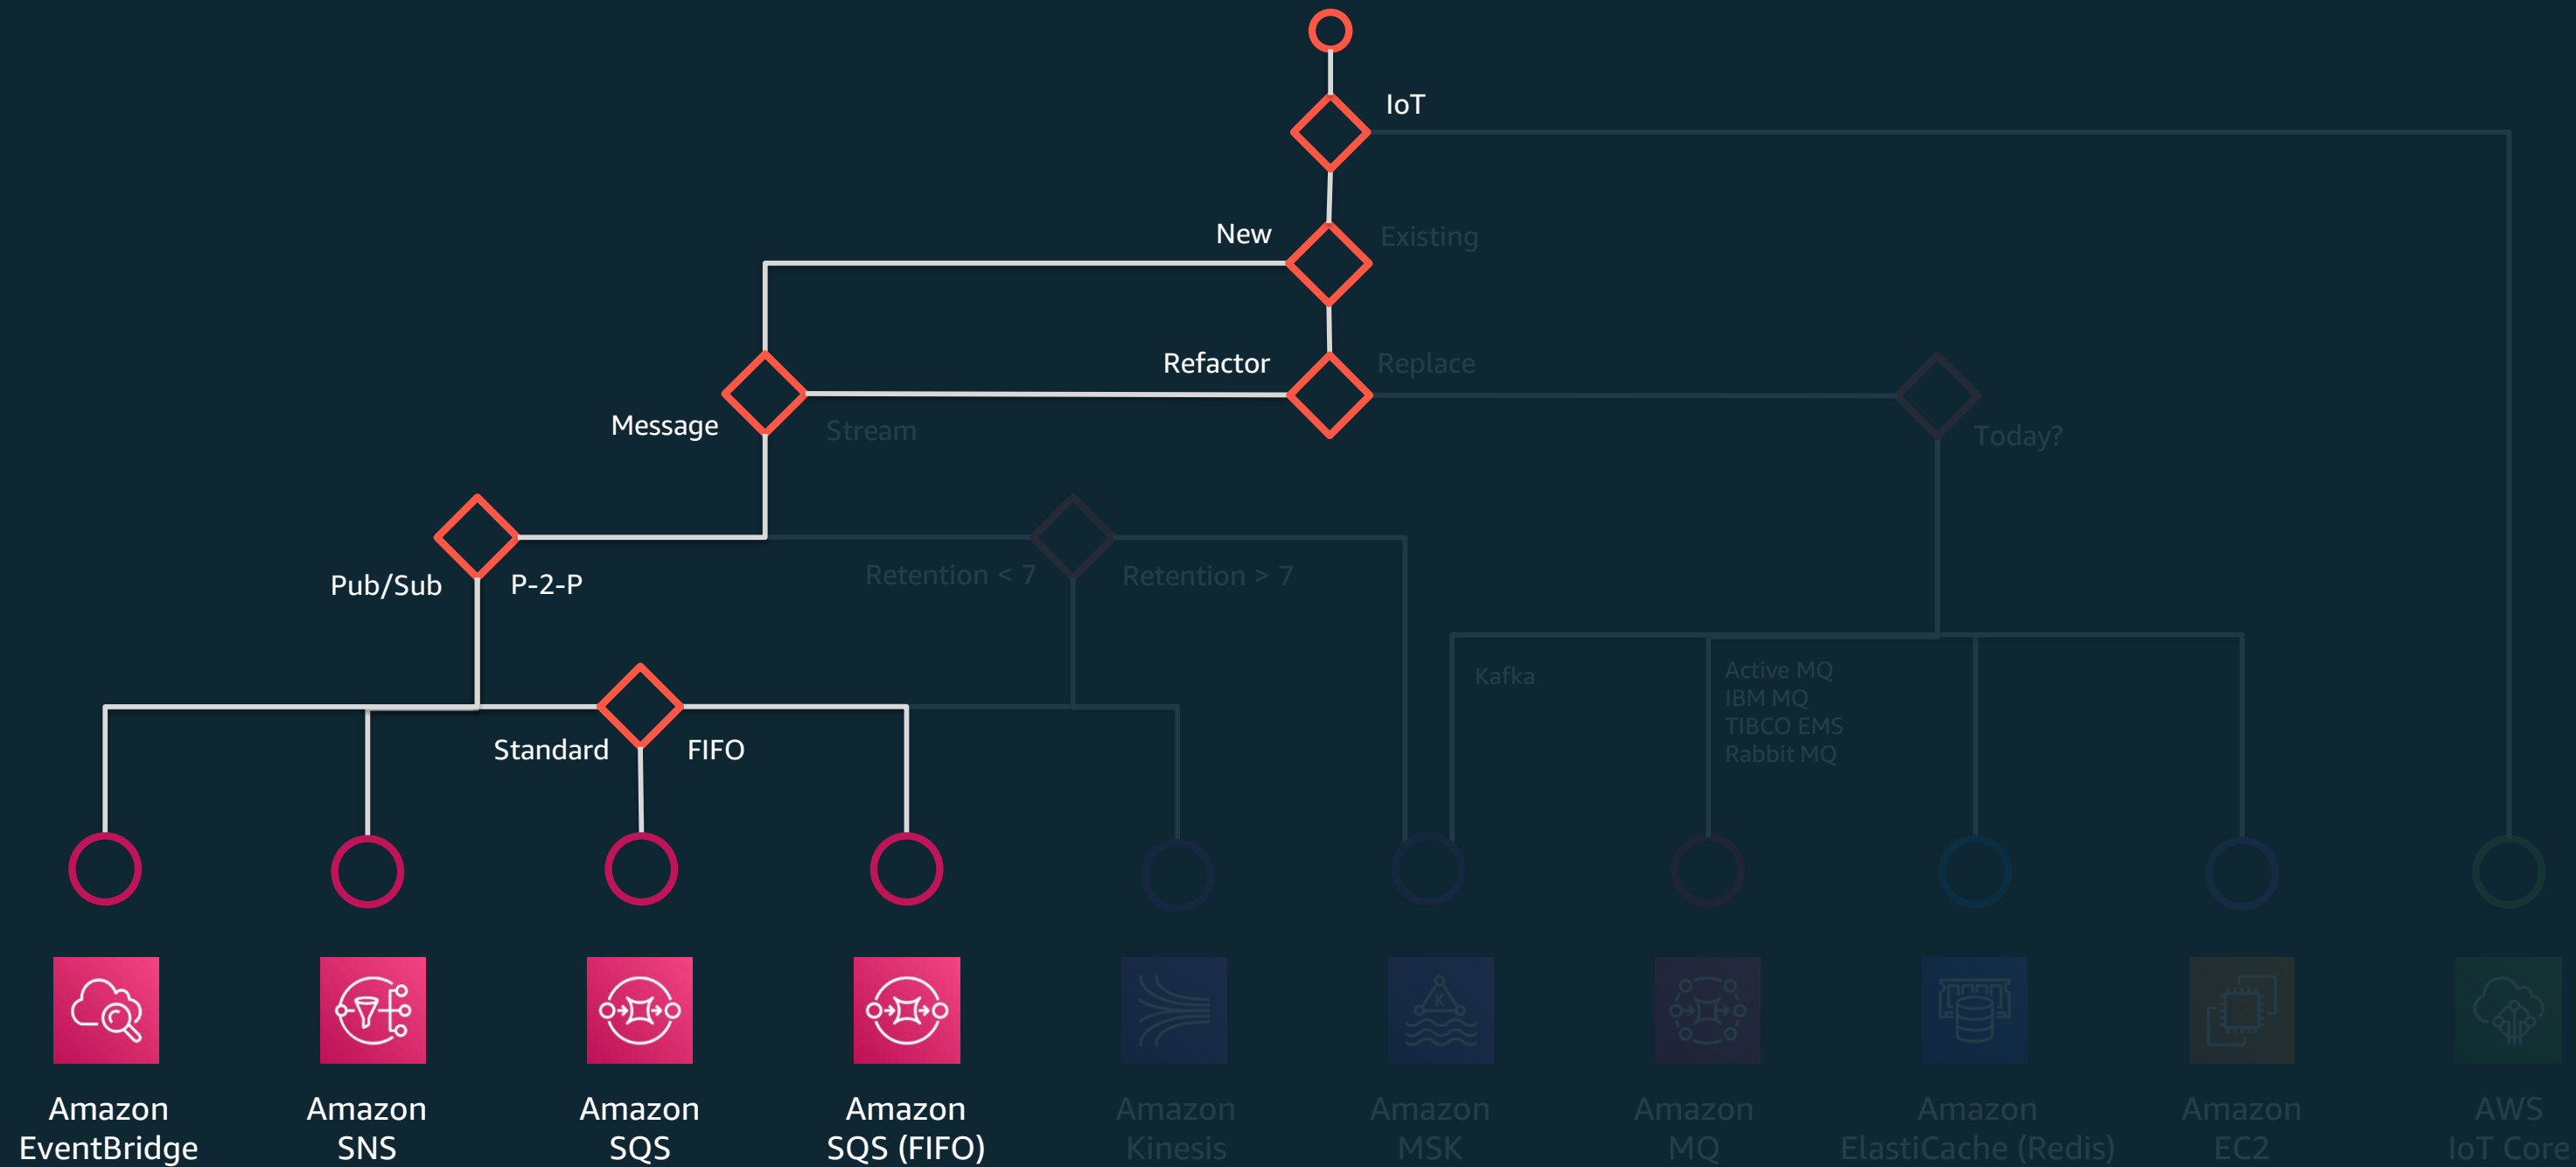 IoT
New
Existing
Refactor
Replace
Message
Stream
Today?
Pub/Sub
P-2-P
Retention < 7
Retention > 7
Kafka
Active MQ
IBM MQ
TIBCO EMS
Rabbit MQ
Standard
FIFO
K
Amazon
EventBridge
Amazon
SNS
Amazon
SQS
Amazon
SQS (FIFO)
Amazon
Kinesis
Amazon
MSK
Amazon
MQ
Amazon
ElastiCache (Redis)
Amazon
EC2
AWS
IoT Core